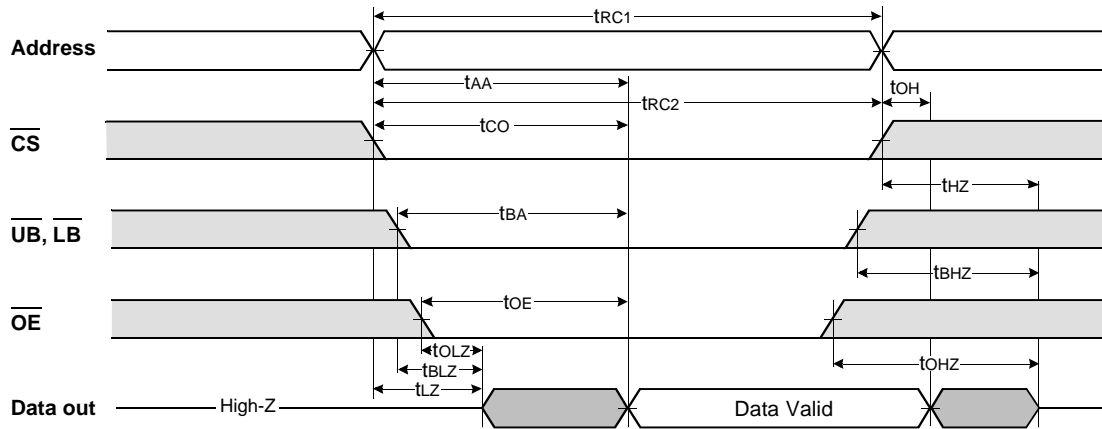 tRC1
Address
tAA
tOH
tRC2
CS
tCO
tHZ
UB, LB
tBA
tBHZ
OE
tOE
tOLZ
tBLZ
tOHZ
tLZ
Data out
High-Z
Data Valid